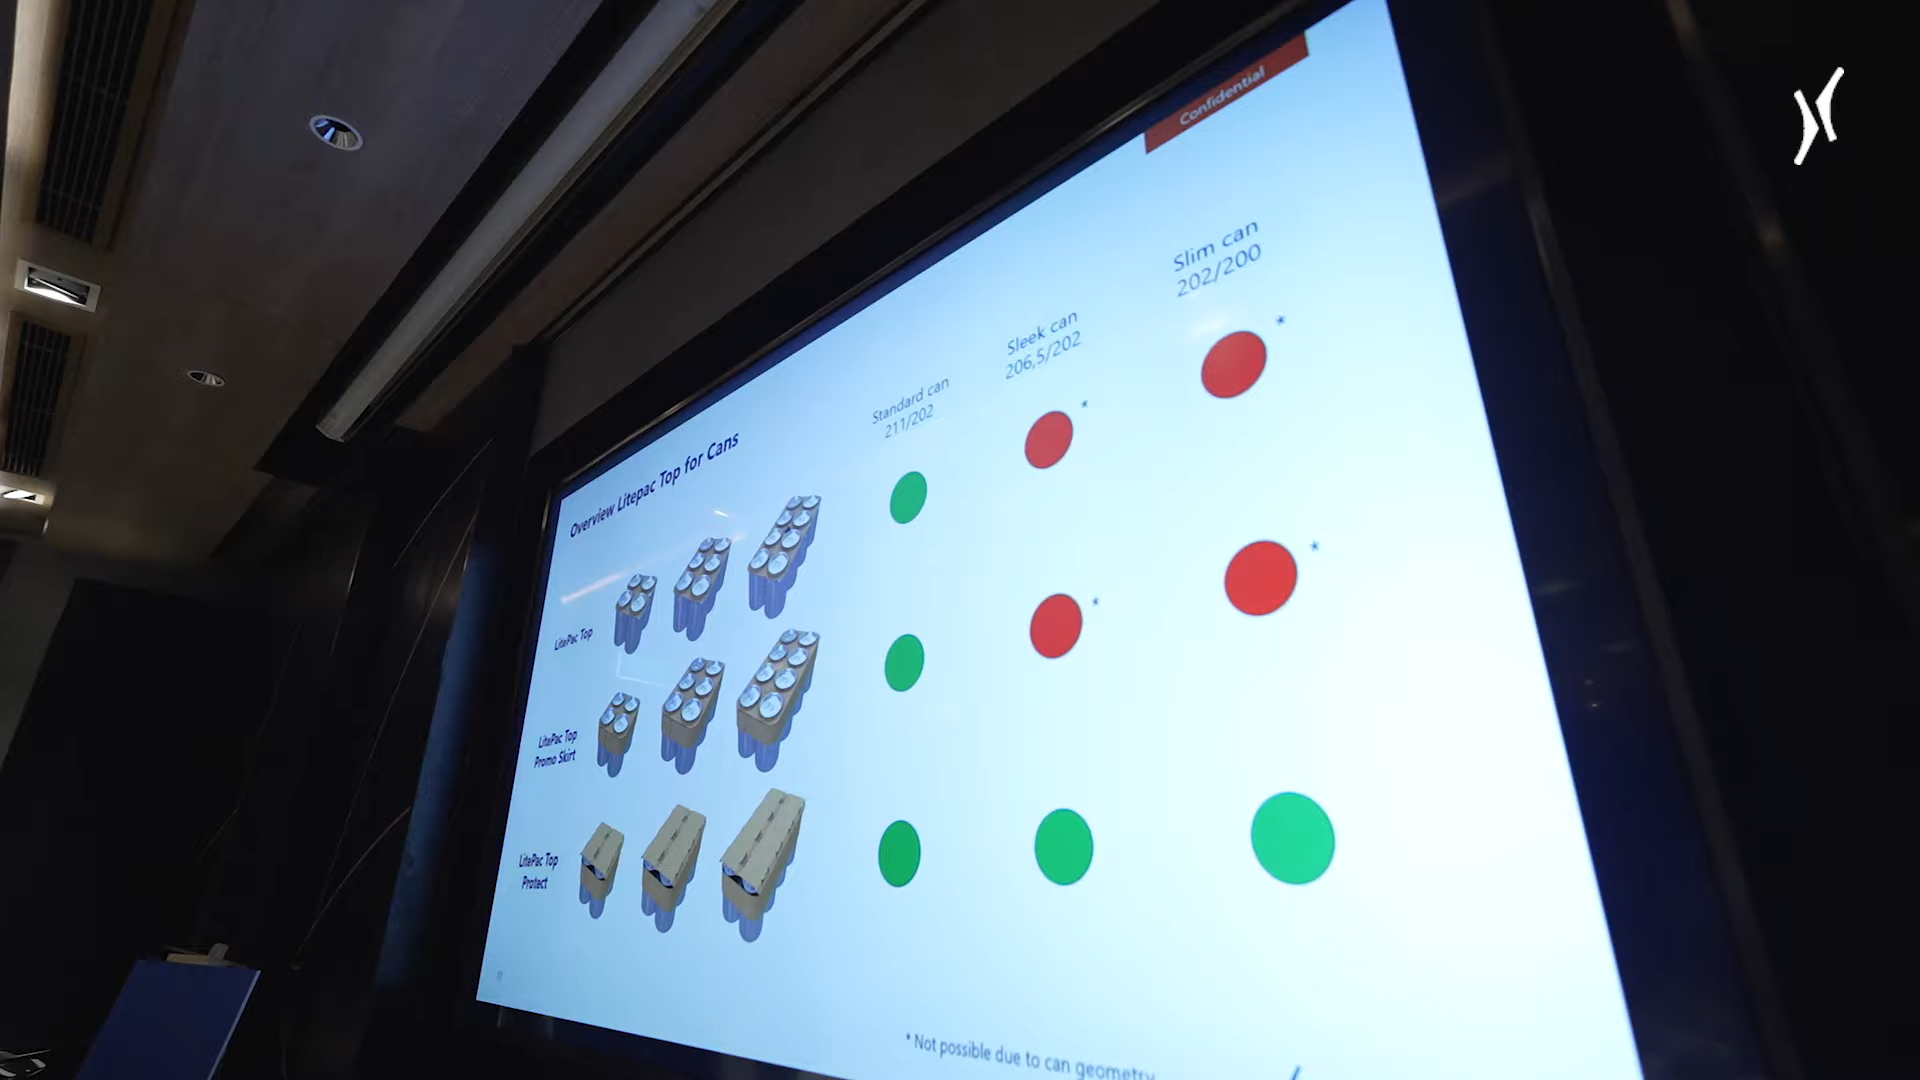 Confidential
Overview Litepac Top for Cans
Standard can
211/202
Sleek can
206,5/202
Slim can
202/200
*
*
LitePac Top
*
*
LitePac Top
Promo Skirt
LitePac Top
Protect
11
* Not possible due to can geometry